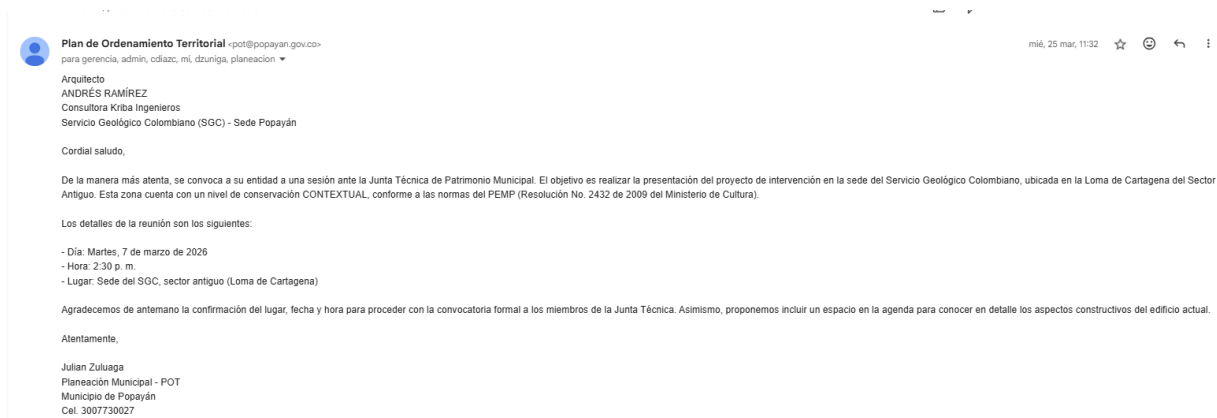 Plan de Ordenamiento Territorial <pot@popayan.gov.co>
mié, 25 mar, 11:32
para gerencia, admin, cdiazc, mí, dzuniga, planeacion
Arquitecto
ANDRÉS RAMÍREZ
Consultora Kriba Ingenieros
Servicio Geológico Colombiano (SGC) - Sede Popayán
Cordial saludo,
De la manera más atenta, se convoca a su entidad a una sesión ante la Junta Técnica de Patrimonio Municipal. El objetivo es realizar la presentación del proyecto de intervención en la sede del Servicio Geológico Colombiano, ubicada en la Loma de Cartagena del Sector
Antiguo. Esta zona cuenta con un nivel de conservación CONTEXTUAL, conforme a las normas del PEMP (Resolución No. 2432 de 2009 del Ministerio de Cultura).
Los detalles de la reunión son los siguientes:
- Día: Martes, 7 de marzo de 2026
- Hora: 2:30 p. m.
- Lugar: Sede del SGC, sector antiguo (Loma de Cartagena)
Agradecemos de antemano la confirmación del lugar, fecha y hora para proceder con la convocatoria formal a los miembros de la Junta Técnica. Asimismo, proponemos incluir un espacio en la agenda para conocer en detalle los aspectos constructivos del edificio actual.
Atentamente,
Julian Zuluaga
Planeación Municipal - POT
Municipio de Popayán
Cel. 3007730027